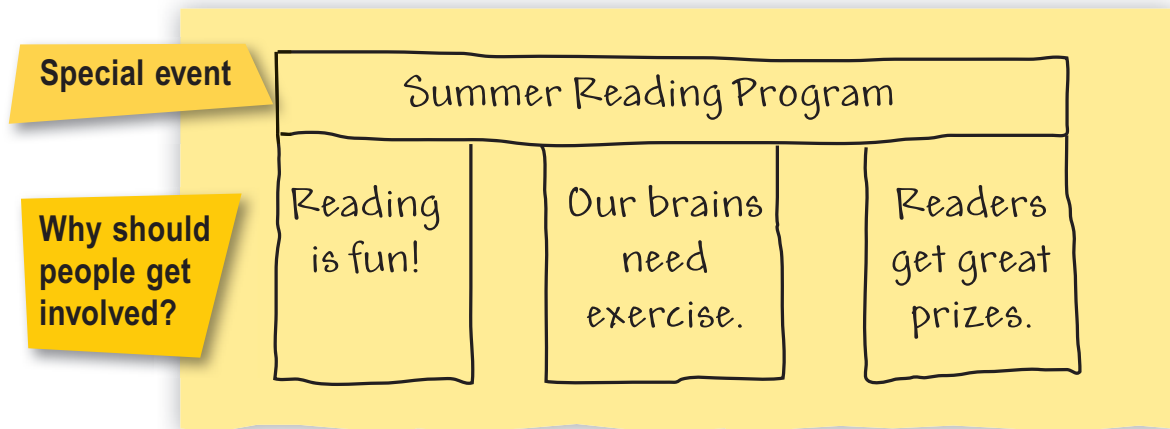 Special event
Summer Reading Program
Why should
people get
involved?
Reading
is fun!
Our brains
need
exercise.
Readers
get great
prizes.